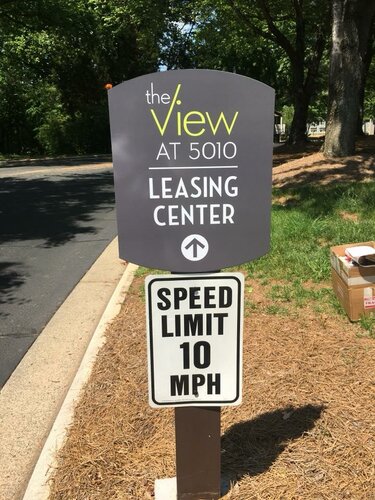 the
View
AT 5010
LEASING
CENTER
SPEED
LIMIT
10
MPH